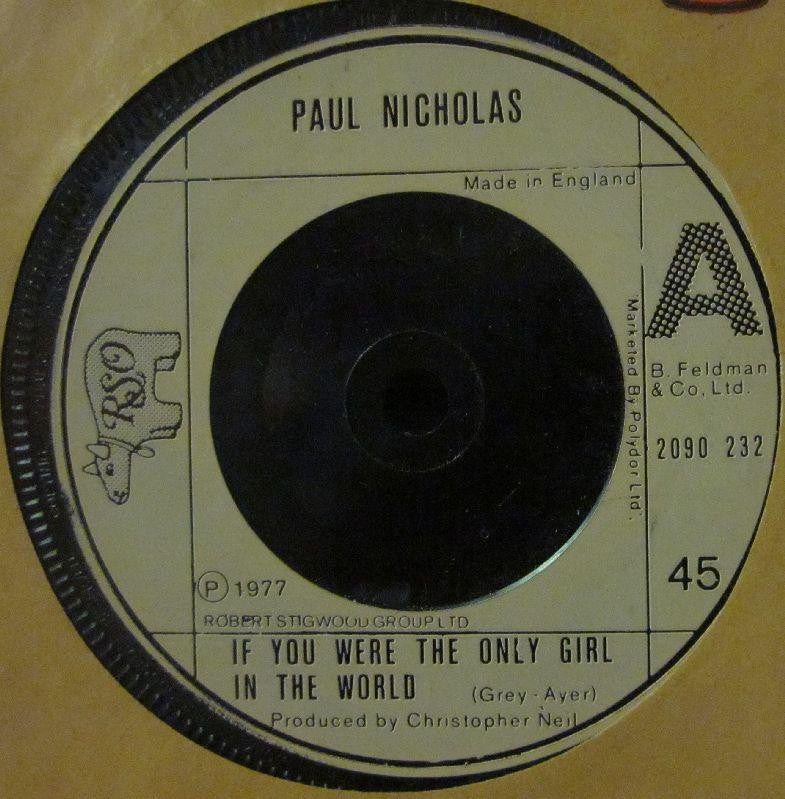 PAUL NICHOLAS
Made in England
A
RSO
Marketed By Polydor Ltd.
B. Feldman
& Co, Ltd.
2090 232
45
Ⓟ 1977
ROBERT STIGWOOD GROUP LTD
IF YOU WERE THE ONLY GIRL
IN THE WORLD
(Grey - Ayer)
Produced by Christopher Neil